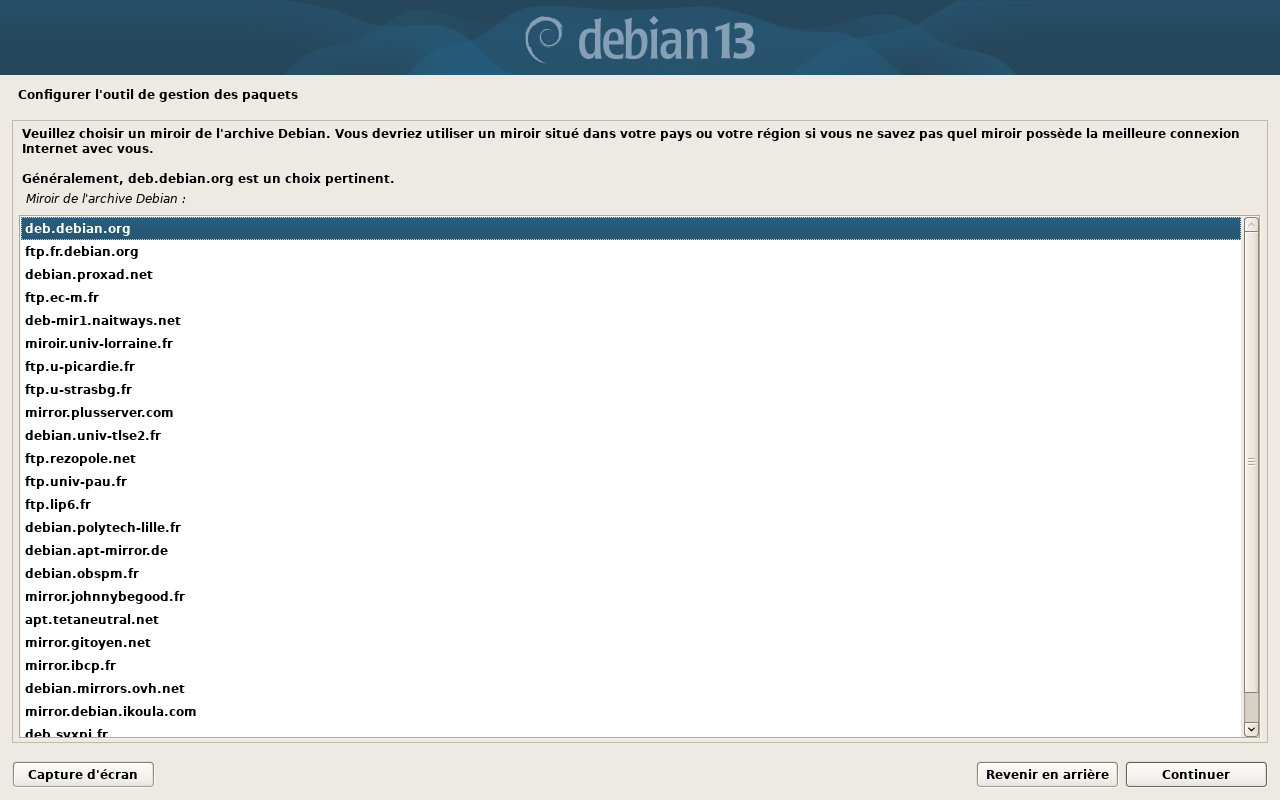 debian 13
Configurer l'outil de gestion des paquets
Veuillez choisir un miroir de l'archive Debian. Vous devriez utiliser un miroir situé dans votre pays ou votre région si vous ne savez pas quel miroir possède la meilleure connexion
Internet avec vous.
Généralement, deb.debian.org est un choix pertinent.
Miroir de l'archive Debian :
deb.debian.org
ftp.fr.debian.org
debian.proxad.net
ftp.ec-m.fr
deb-mir1.naitways.net
miroir.univ-lorraine.fr
ftp.u-picardie.fr
ftp.u-strasbg.fr
mirror.plusserver.com
debian.univ-tlse2.fr
ftp.rezopole.net
ftp.univ-pau.fr
ftp.lip6.fr
debian.polytech-lille.fr
debian.apt-mirror.de
debian.obspm.fr
mirror.johnnybegood.fr
apt.tetaneutral.net
mirror.gitoyen.net
mirror.ibcp.fr
debian.mirrors.ovh.net
mirror.debian.ikoula.com
Capture d'écran
Revenir en arrière
Continuer